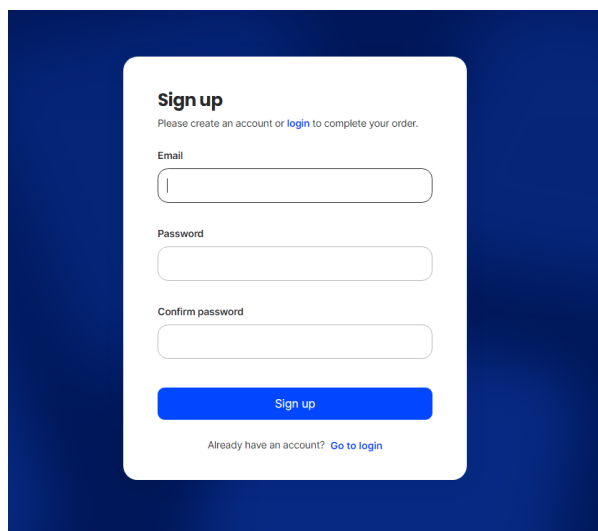 Sign up
Please create an account or login to complete your order.
Email
Password
Confirm password
Sign up
Already have an account? Go to login